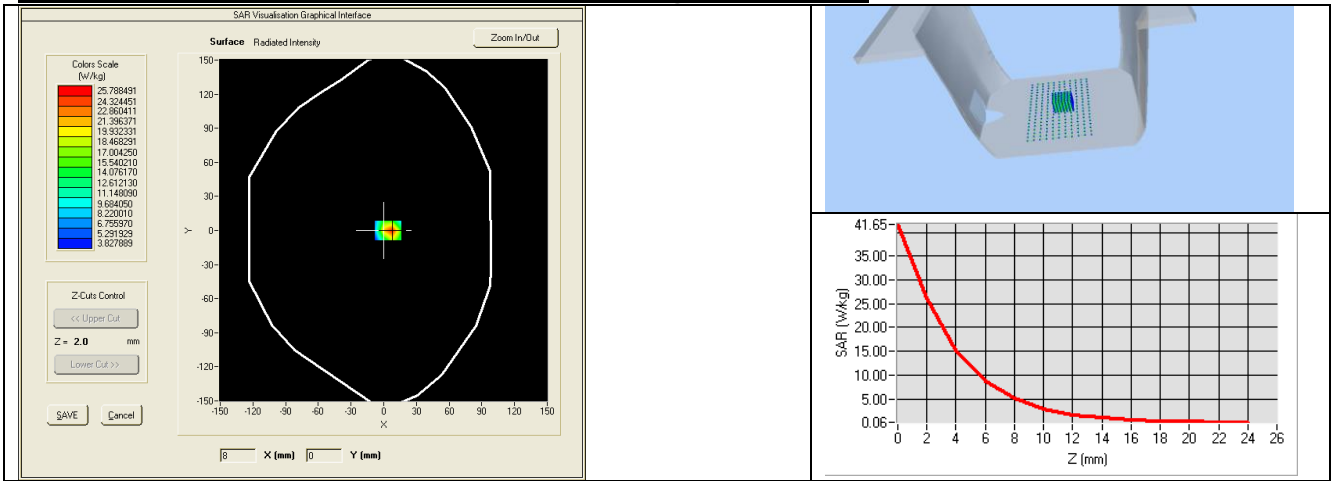 SAR Visualisation Graphical Interface
Surface Radiated Intensity
Zoom In/Out
Colors Scale
(W/kg)
25.788491
24.324451
22.860411
21.396371
19.932331
18.468291
17.004250
15.540210
14.076170
12.612130
11.148090
9.684050
8.220010
6.755970
5.291929
3.827889
Z-Cuts Control
<< Upper Cut
Z = 2.0 mm
Lower Cut >>
SAVE Cancel
150-
120-
90-
60-
30-
0-
-30-
-60-
-90-
-120-
-150-
Y
-150 -120 -90 -60 -30 0 30 60 90 120 150
X
8 X (mm) 0 Y (mm)
41.65-
35.00-
30.00-
25.00-
20.00-
15.00-
10.00-
5.00-
0.06-
SAR (W/kg)
0 2 4 6 8 10 12 14 16 18 20 22 24 26
Z (mm)